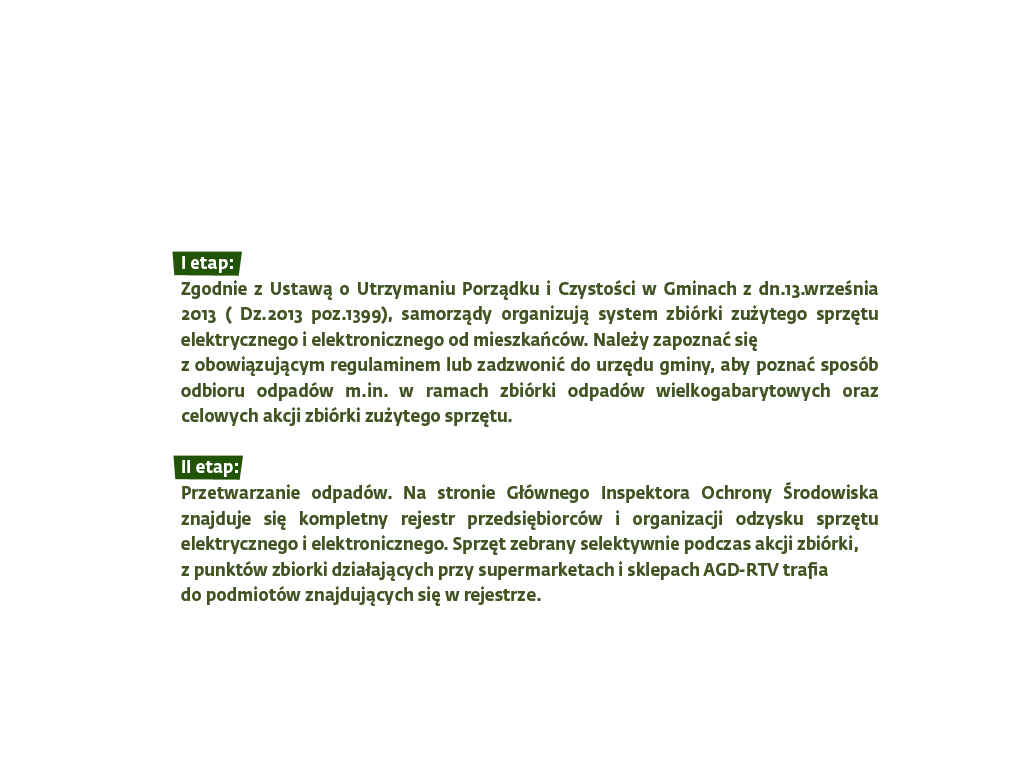 I etap:
Zgodnie z Ustawą o Utrzymaniu Porządku i Czystości w Gminach z dn.13.września
2013 ( Dz.2013 poz.1399), samorządy organizują system zbiórki zużytego sprzętu
elektrycznego i elektronicznego od mieszkańców. Należy zapoznać się
z obowiązującym regulaminem lub zadzwonić do urzędu gminy, aby poznać sposób
odbioru odpadów m.in. w ramach zbiórki odpadów wielkogabarytowych oraz
celowych akcji zbiórki zużytego sprzętu.
II etap:
Przetwarzanie odpadów. Na stronie Głównego Inspektora Ochrony Środowiska
znajduje się kompletny rejestr przedsiębiorców i organizacji odzysku sprzętu
elektrycznego i elektronicznego. Sprzęt zebrany selektywnie podczas akcji zbiórki,
z punktów zbiorki działających przy supermarketach i sklepach AGD-RTV trafia
do podmiotów znajdujących się w rejestrze.